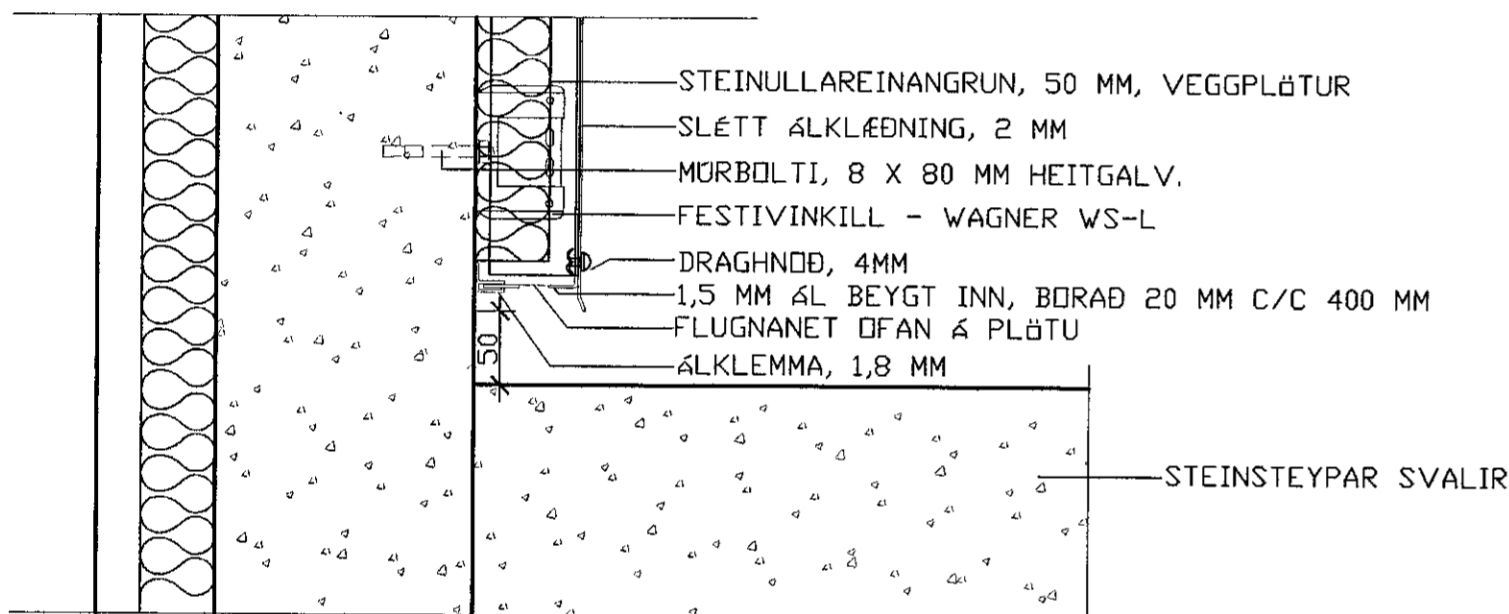 STEINULLAREINANGRUN, 50 MM, VEGGPLÖTUR
SLÉTT ÁLKLÆÐNING, 2 MM
MÚRBOLTI, 8 X 80 MM HEITGALV.
FESTIVINKILL - WAGNER WS-L
DRAGHNOÐ, 4MM
1,5 MM ÁL BEYGT INN, BORAÐ 20 MM C/C 400 MM
FLUGNANET OFAN Á PLÖTU
ÁLKLEMMA, 1,8 MM
50
STEINSTEYPAR SVALIR